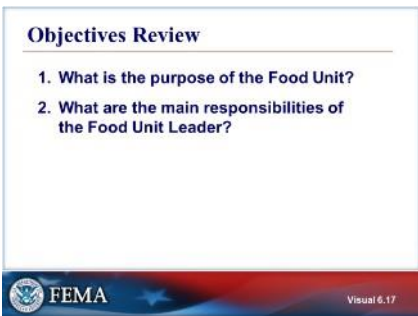 Objectives Review
1. What is the purpose of the Food Unit?
2. What are the main responsibilities of
the Food Unit Leader?
FEMA
Visual 6.17